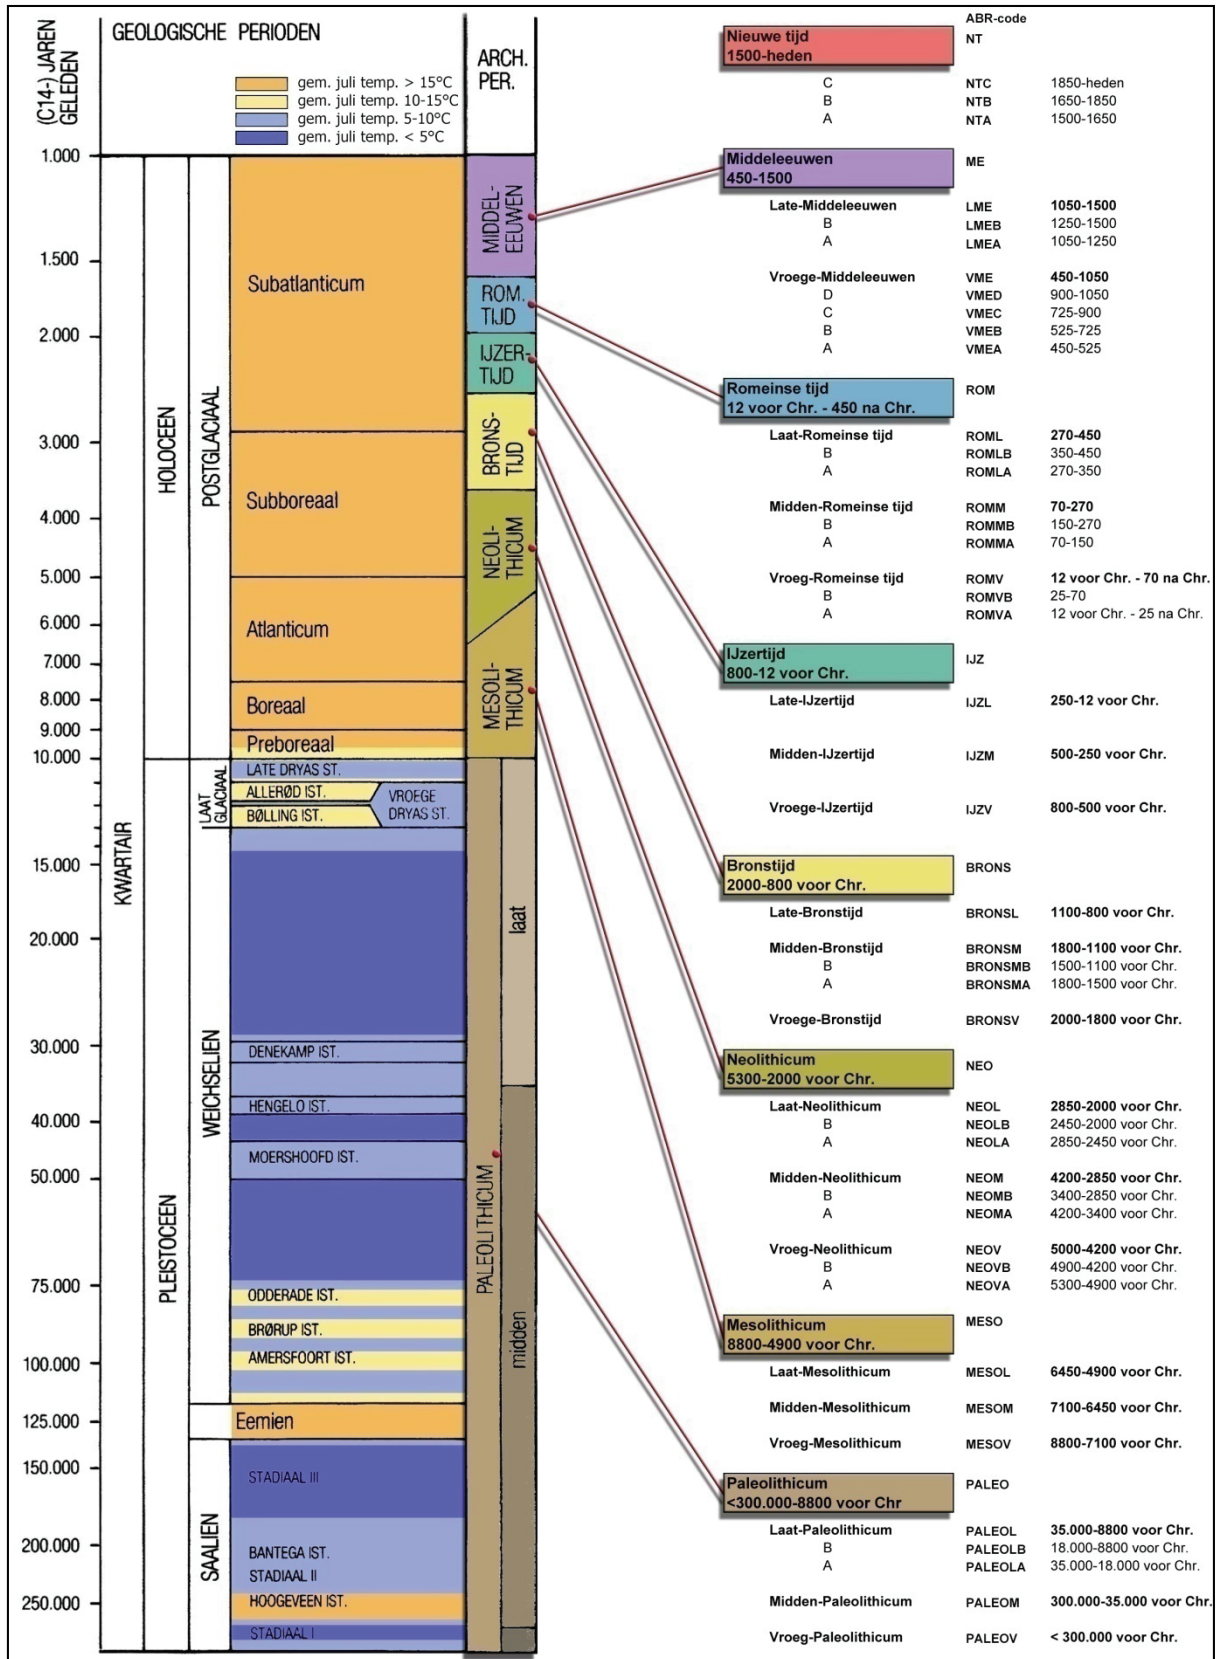 (C14-) JAREN
GELEDEN
GEOLOGISCHE PERIODEN
gem. juli temp. > 15°C
gem. juli temp. 10-15°C
gem. juli temp. 5-10°C
gem. juli temp. < 5°C
ARCH.
PER.
1.000
1.500
2.000
3.000
4.000
5.000
6.000
7.000
8.000
9.000
10.000
15.000
20.000
30.000
40.000
50.000
75.000
100.000
125.000
150.000
200.000
250.000
KWARTAIR
HOLOCEEN
PLEISTOCEEN
POSTGLACIAAL
LAAT
GLACIAAL
WEICHSELIEN
SAALIEN
Subatlanticum
Subboreaal
Atlanticum
Boreaal
Preboreaal
LATE DRYAS ST.
ALLERØD IST.
VROEGE
DRYAS ST.
BØLLING IST.
DENEKAMP IST.
HENGELO IST.
MOERSHOOFD IST.
ODDERADE IST.
BRØRUP IST.
AMERSFOORT IST.
Eemien
STADIAAL III
BANTEGA IST.
STADIAAL II
HOOGEVEEN IST.
STADIAAL I
MIDDEL-
EEUWEN
ROM.
TIJD
IJZER-
TIJD
BRONS-
TIJD
NEOLI-
THICUM
MESOLI-
THICUM
PALEOLITHICUM
laat
midden
ABR-code
Nieuwe tijd NT
1500-heden
C NTC 1850-heden
B NTB 1650-1850
A NTA 1500-1650
Middeleeuwen ME
450-1500
Late-Middeleeuwen LME 1050-1500
B LMEB 1250-1500
A LMEA 1050-1250
Vroege-Middeleeuwen VME 450-1050
D VMED 900-1050
C VMEC 725-900
B VMEB 525-725
A VMEA 450-525
Romeinse tijd ROM
12 voor Chr. - 450 na Chr.
Laat-Romeinse tijd ROML 270-450
B ROMLB 350-450
A ROMLA 270-350
Midden-Romeinse tijd ROMM 70-270
B ROMMB 150-270
A ROMMA 70-150
Vroeg-Romeinse tijd ROMV 12 voor Chr. - 70 na Chr.
B ROMVB 25-70
A ROMVA 12 voor Chr. - 25 na Chr.
IJzertijd IJZ
800-12 voor Chr.
Late-IJzertijd IJZL 250-12 voor Chr.
Midden-IJzertijd IJZM 500-250 voor Chr.
Vroege-IJzertijd IJZV 800-500 voor Chr.
Bronstijd BRONS
2000-800 voor Chr.
Late-Bronstijd BRONSL 1100-800 voor Chr.
Midden-Bronstijd BRONSM 1800-1100 voor Chr.
B BRONSMB 1500-1100 voor Chr.
A BRONSMA 1800-1500 voor Chr.
Vroege-Bronstijd BRONSV 2000-1800 voor Chr.
Neolithicum NEO
5300-2000 voor Chr.
Laat-Neolithicum NEOL 2850-2000 voor Chr.
B NEOLB 2450-2000 voor Chr.
A NEOLA 2850-2450 voor Chr.
Midden-Neolithicum NEOM 4200-2850 voor Chr.
B NEOMB 3400-2850 voor Chr.
A NEOMA 4200-3400 voor Chr.
Vroeg-Neolithicum NEOV 5000-4200 voor Chr.
B NEOVB 4900-4200 voor Chr.
A NEOVA 5300-4900 voor Chr.
Mesolithicum MESO
8800-4900 voor Chr.
Laat-Mesolithicum MESOL 6450-4900 voor Chr.
Midden-Mesolithicum MESOM 7100-6450 voor Chr.
Vroeg-Mesolithicum MESOV 8800-7100 voor Chr.
Paleolithicum PALEO
<300.000-8800 voor Chr
Laat-Paleolithicum PALEOL 35.000-8800 voor Chr.
B PALEOLB 18.000-8800 voor Chr.
A PALEOLA 35.000-18.000 voor Chr.
Midden-Paleolithicum PALEOM 300.000-35.000 voor Chr.
Vroeg-Paleolithicum PALEOV < 300.000 voor Chr.